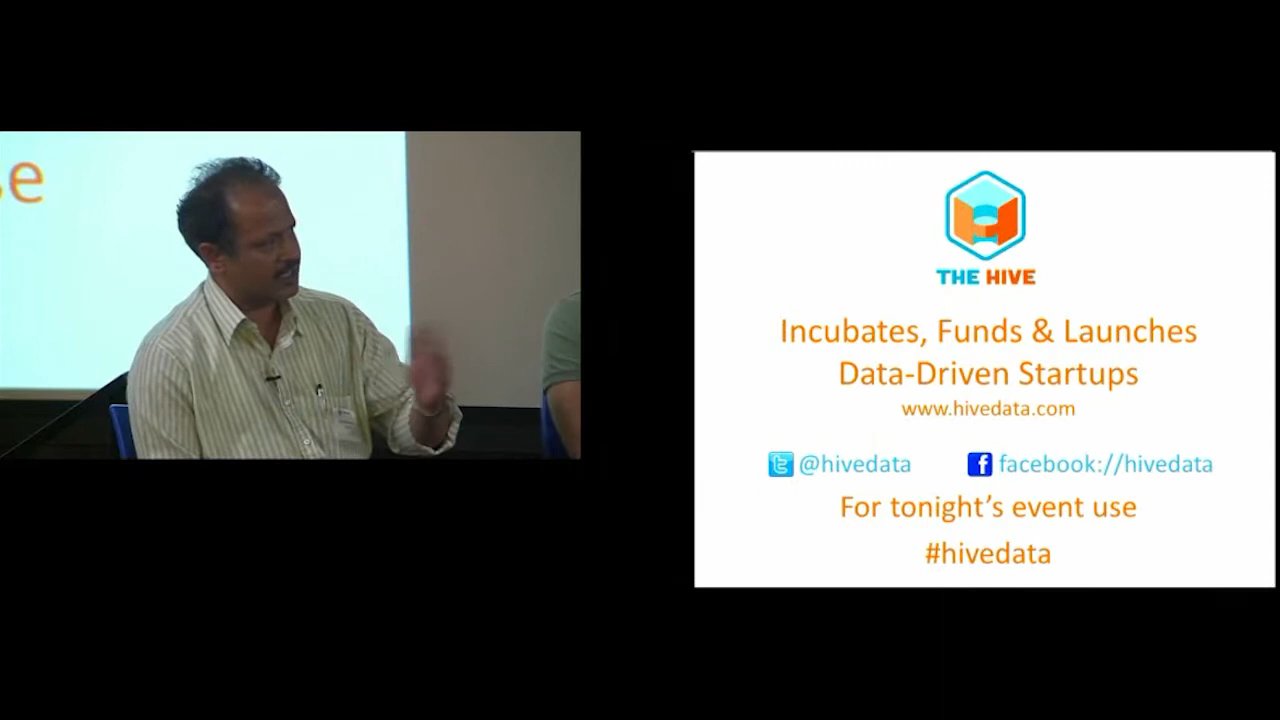 se
THE HIVE
Incubates, Funds & Launches
Data-Driven Startups
www.hivedata.com
@hivedata
facebook://hivedata
For tonight’s event use
#hivedata